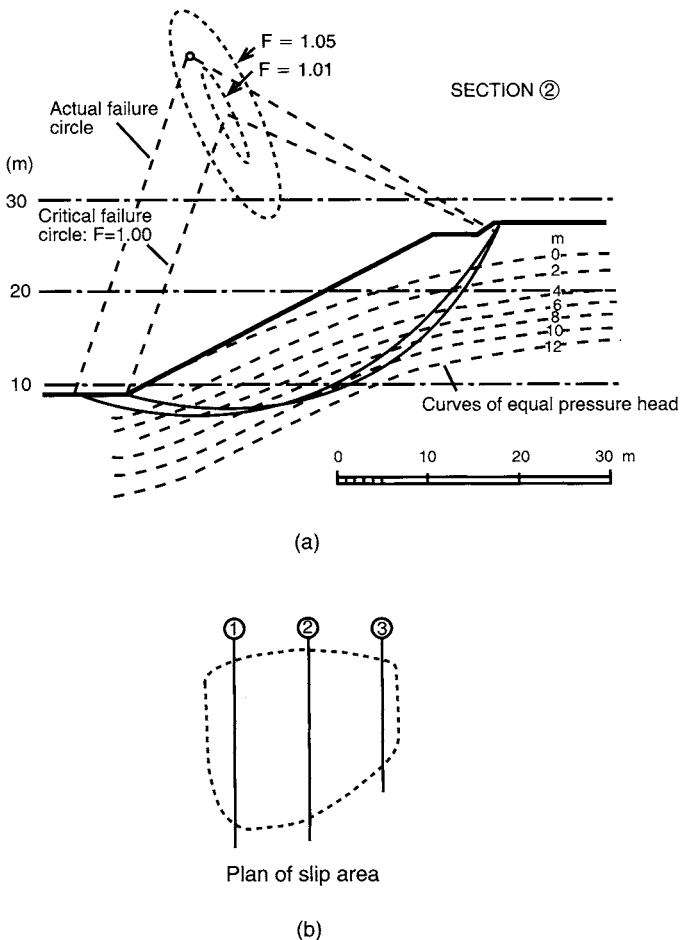 F = 1.05
F = 1.01
SECTION ②
Actual failure
circle
(m)
30
Critical failure
circle: F=1.00
m
0
2
20
4
6
8
10
12
10
Curves of equal pressure head
0 10 20 30 m
(a)
① ② ③
Plan of slip area
(b)